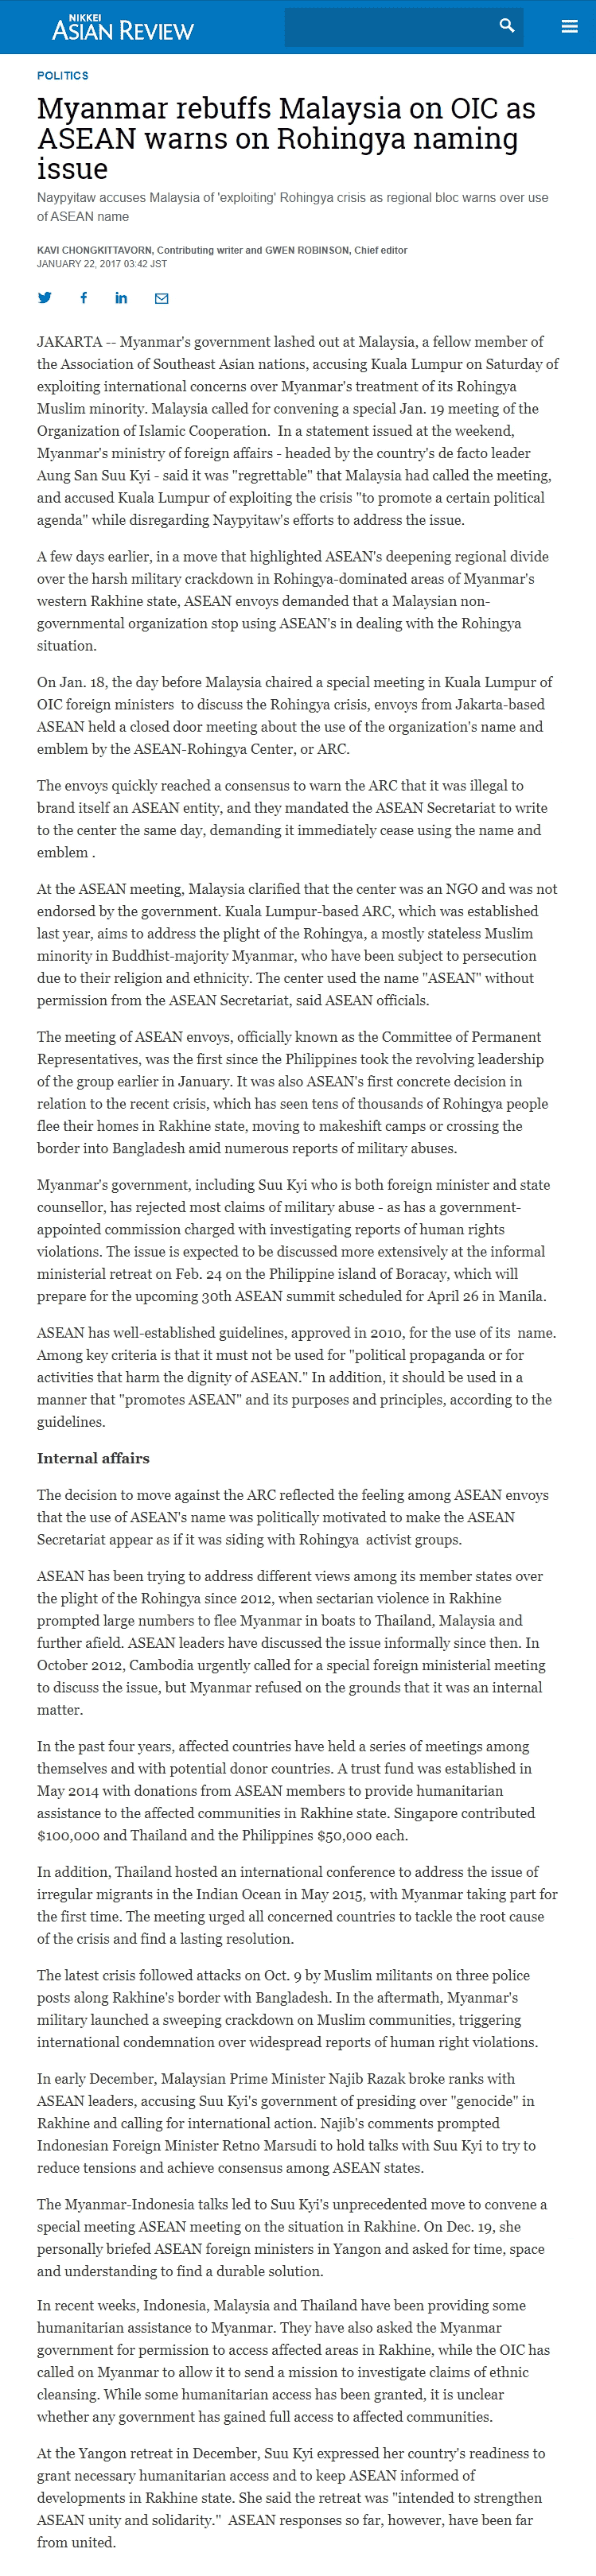 NIKKEI
ASIAN REVIEW
POLITICS
Myanmar rebuffs Malaysia on OIC as
ASEAN warns on Rohingya naming
issue
Naypyitaw accuses Malaysia of 'exploiting' Rohingya crisis as regional bloc warns over use
of ASEAN name
KAVI CHONGKITTAVORN, Contributing writer and GWEN ROBINSON, Chief editor
JANUARY 22, 2017 03:42 JST
JAKARTA -- Myanmar's government lashed out at Malaysia, a fellow member of
the Association of Southeast Asian nations, accusing Kuala Lumpur on Saturday of
exploiting international concerns over Myanmar's treatment of its Rohingya
Muslim minority. Malaysia called for convening a special Jan. 19 meeting of the
Organization of Islamic Cooperation.  In a statement issued at the weekend,
Myanmar's ministry of foreign affairs - headed by the country's de facto leader
Aung San Suu Kyi - said it was "regrettable" that Malaysia had called the meeting,
and accused Kuala Lumpur of exploiting the crisis "to promote a certain political
agenda" while disregarding Naypyitaw's efforts to address the issue.
A few days earlier, in a move that highlighted ASEAN's deepening regional divide
over the harsh military crackdown in Rohingya-dominated areas of Myanmar's
western Rakhine state, ASEAN envoys demanded that a Malaysian non-
governmental organization stop using ASEAN's in dealing with the Rohingya
situation.
On Jan. 18, the day before Malaysia chaired a special meeting in Kuala Lumpur of
OIC foreign ministers  to discuss the Rohingya crisis, envoys from Jakarta-based
ASEAN held a closed door meeting about the use of the organization's name and
emblem by the ASEAN-Rohingya Center, or ARC.
The envoys quickly reached a consensus to warn the ARC that it was illegal to
brand itself an ASEAN entity, and they mandated the ASEAN Secretariat to write
to the center the same day, demanding it immediately cease using the name and
emblem .
At the ASEAN meeting, Malaysia clarified that the center was an NGO and was not
endorsed by the government. Kuala Lumpur-based ARC, which was established
last year, aims to address the plight of the Rohingya, a mostly stateless Muslim
minority in Buddhist-majority Myanmar, who have been subject to persecution
due to their religion and ethnicity. The center used the name "ASEAN" without
permission from the ASEAN Secretariat, said ASEAN officials.
The meeting of ASEAN envoys, officially known as the Committee of Permanent
Representatives, was the first since the Philippines took the revolving leadership
of the group earlier in January. It was also ASEAN's first concrete decision in
relation to the recent crisis, which has seen tens of thousands of Rohingya people
flee their homes in Rakhine state, moving to makeshift camps or crossing the
border into Bangladesh amid numerous reports of military abuses.
Myanmar's government, including Suu Kyi who is both foreign minister and state
counsellor, has rejected most claims of military abuse - as has a government-
appointed commission charged with investigating reports of human rights
violations. The issue is expected to be discussed more extensively at the informal
ministerial retreat on Feb. 24 on the Philippine island of Boracay, which will
prepare for the upcoming 30th ASEAN summit scheduled for April 26 in Manila.
ASEAN has well-established guidelines, approved in 2010, for the use of its  name.
Among key criteria is that it must not be used for "political propaganda or for
activities that harm the dignity of ASEAN." In addition, it should be used in a
manner that "promotes ASEAN" and its purposes and principles, according to the
guidelines.
Internal affairs
The decision to move against the ARC reflected the feeling among ASEAN envoys
that the use of ASEAN's name was politically motivated to make the ASEAN
Secretariat appear as if it was siding with Rohingya  activist groups.
ASEAN has been trying to address different views among its member states over
the plight of the Rohingya since 2012, when sectarian violence in Rakhine
prompted large numbers to flee Myanmar in boats to Thailand, Malaysia and
further afield. ASEAN leaders have discussed the issue informally since then. In
October 2012, Cambodia urgently called for a special foreign ministerial meeting
to discuss the issue, but Myanmar refused on the grounds that it was an internal
matter.
In the past four years, affected countries have held a series of meetings among
themselves and with potential donor countries. A trust fund was established in
May 2014 with donations from ASEAN members to provide humanitarian
assistance to the affected communities in Rakhine state. Singapore contributed
$100,000 and Thailand and the Philippines $50,000 each.
In addition, Thailand hosted an international conference to address the issue of
irregular migrants in the Indian Ocean in May 2015, with Myanmar taking part for
the first time. The meeting urged all concerned countries to tackle the root cause
of the crisis and find a lasting resolution.
The latest crisis followed attacks on Oct. 9 by Muslim militants on three police
posts along Rakhine's border with Bangladesh. In the aftermath, Myanmar's
military launched a sweeping crackdown on Muslim communities, triggering
international condemnation over widespread reports of human right violations.
In early December, Malaysian Prime Minister Najib Razak broke ranks with
ASEAN leaders, accusing Suu Kyi's government of presiding over "genocide" in
Rakhine and calling for international action. Najib's comments prompted
Indonesian Foreign Minister Retno Marsudi to hold talks with Suu Kyi to try to
reduce tensions and achieve consensus among ASEAN states.
The Myanmar-Indonesia talks led to Suu Kyi's unprecedented move to convene a
special meeting ASEAN meeting on the situation in Rakhine. On Dec. 19, she
personally briefed ASEAN foreign ministers in Yangon and asked for time, space
and understanding to find a durable solution.
In recent weeks, Indonesia, Malaysia and Thailand have been providing some
humanitarian assistance to Myanmar. They have also asked the Myanmar
government for permission to access affected areas in Rakhine, while the OIC has
called on Myanmar to allow it to send a mission to investigate claims of ethnic
cleansing. While some humanitarian access has been granted, it is unclear
whether any government has gained full access to affected communities.
At the Yangon retreat in December, Suu Kyi expressed her country's readiness to
grant necessary humanitarian access and to keep ASEAN informed of
developments in Rakhine state. She said the retreat was "intended to strengthen
ASEAN unity and solidarity."  ASEAN responses so far, however, have been far
from united.